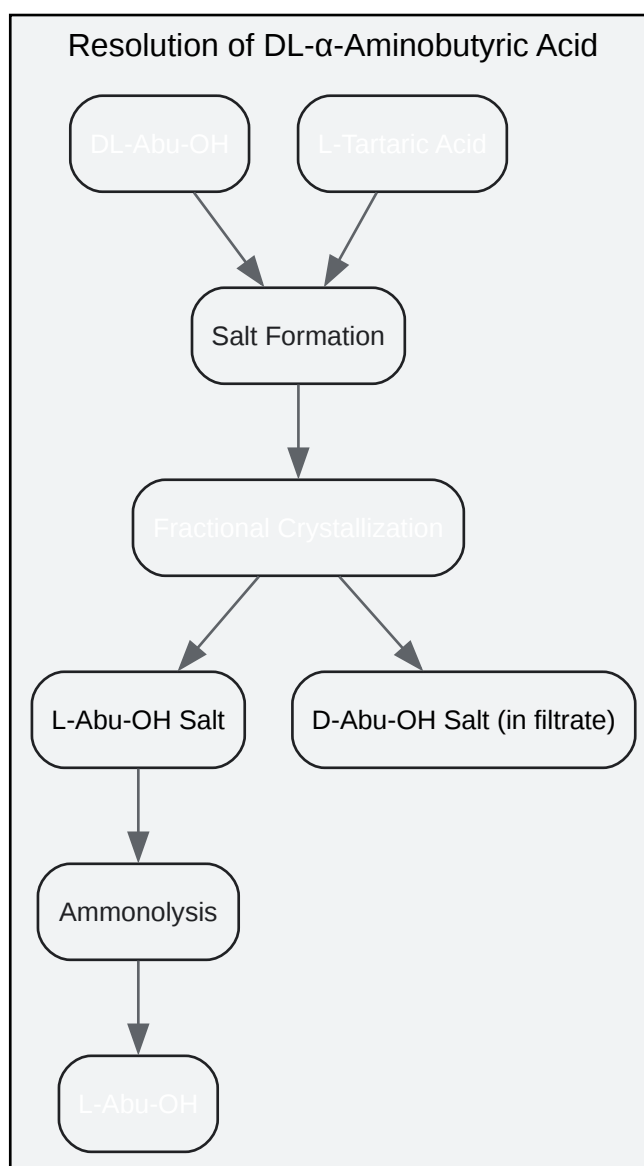 Resolution of DL-α-Aminobutyric Acid
DL-Abu-OH
L-Tartaric Acid
Salt Formation
Fractional Crystallization
L-Abu-OH Salt
D-Abu-OH Salt (in filtrate)
Ammonolysis
L-Abu-OH